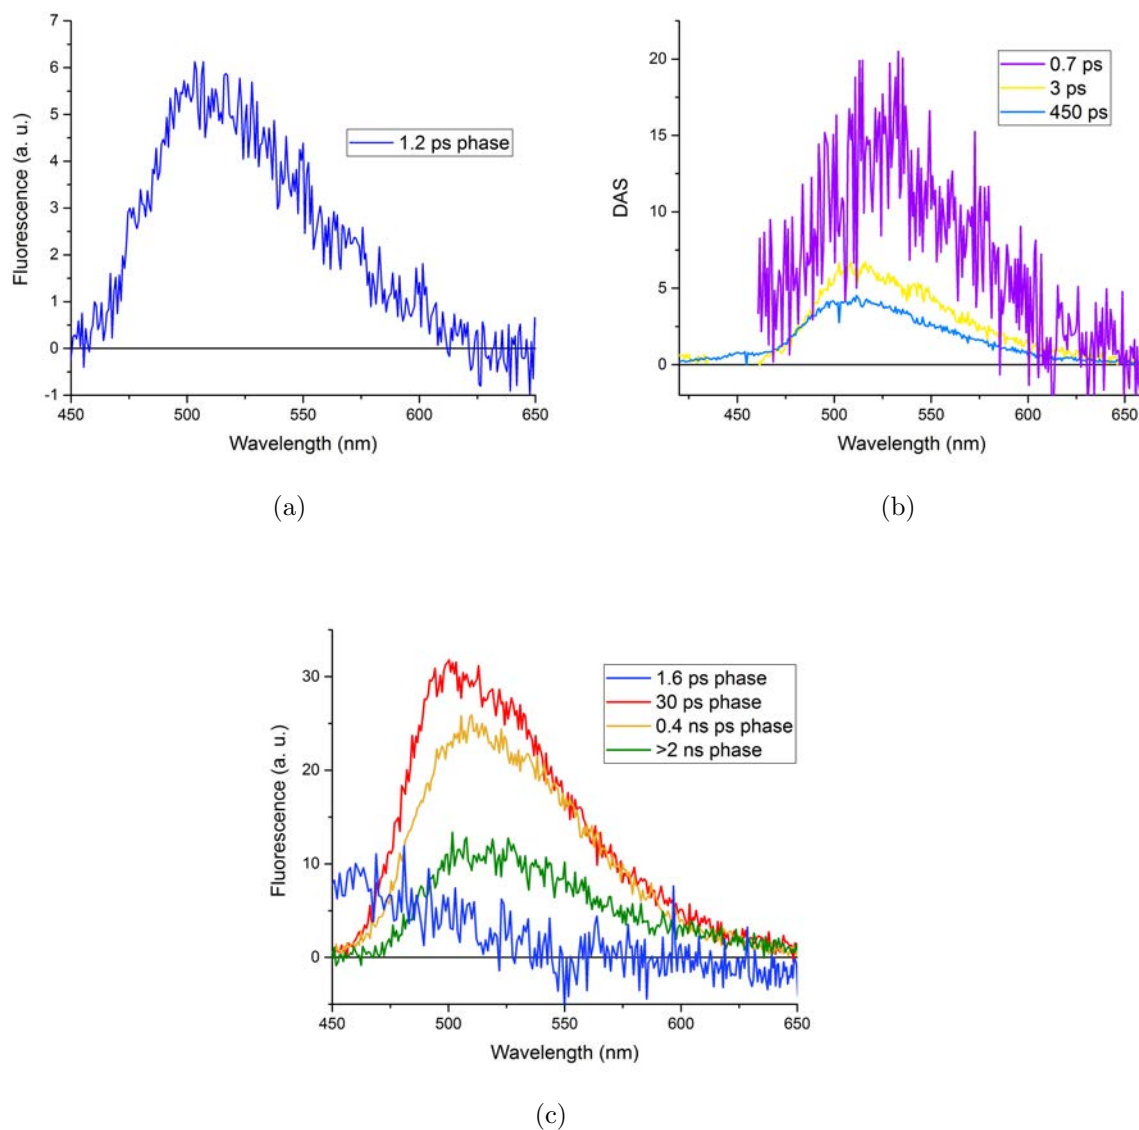 7
6
5
4
3
2
1
0
-1
Fluorescence (a. u.)
1.2 ps phase
450 500 550 600 650
Wavelength (nm)
(a)
20
15
10
5
0
DAS
0.7 ps
3 ps
450 ps
450 500 550 600 650
Wavelength (nm)
(b)
30
20
10
0
Fluorescence (a. u.)
1.6 ps phase
30 ps phase
0.4 ns ps phase
>2 ns phase
450 500 550 600 650
Wavelength (nm)
(c)